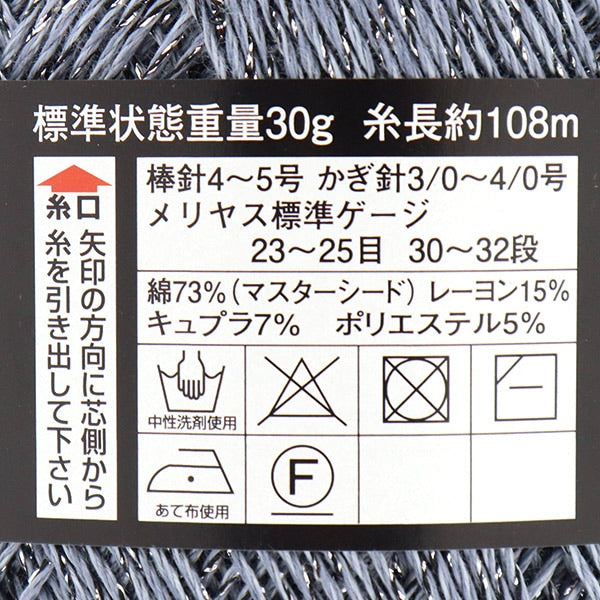 標準状態重量30g 糸長約108m
糸口
矢印の方向に芯側から
糸を引き出して下さい
棒針4〜5号 かぎ針3/0〜4/0号
メリヤス標準ゲージ
23〜25目 30〜32段
綿73%(マスターシード) レーヨン15%
キュプラ7% ポリエステル5%
中性洗剤使用
あて布使用
F